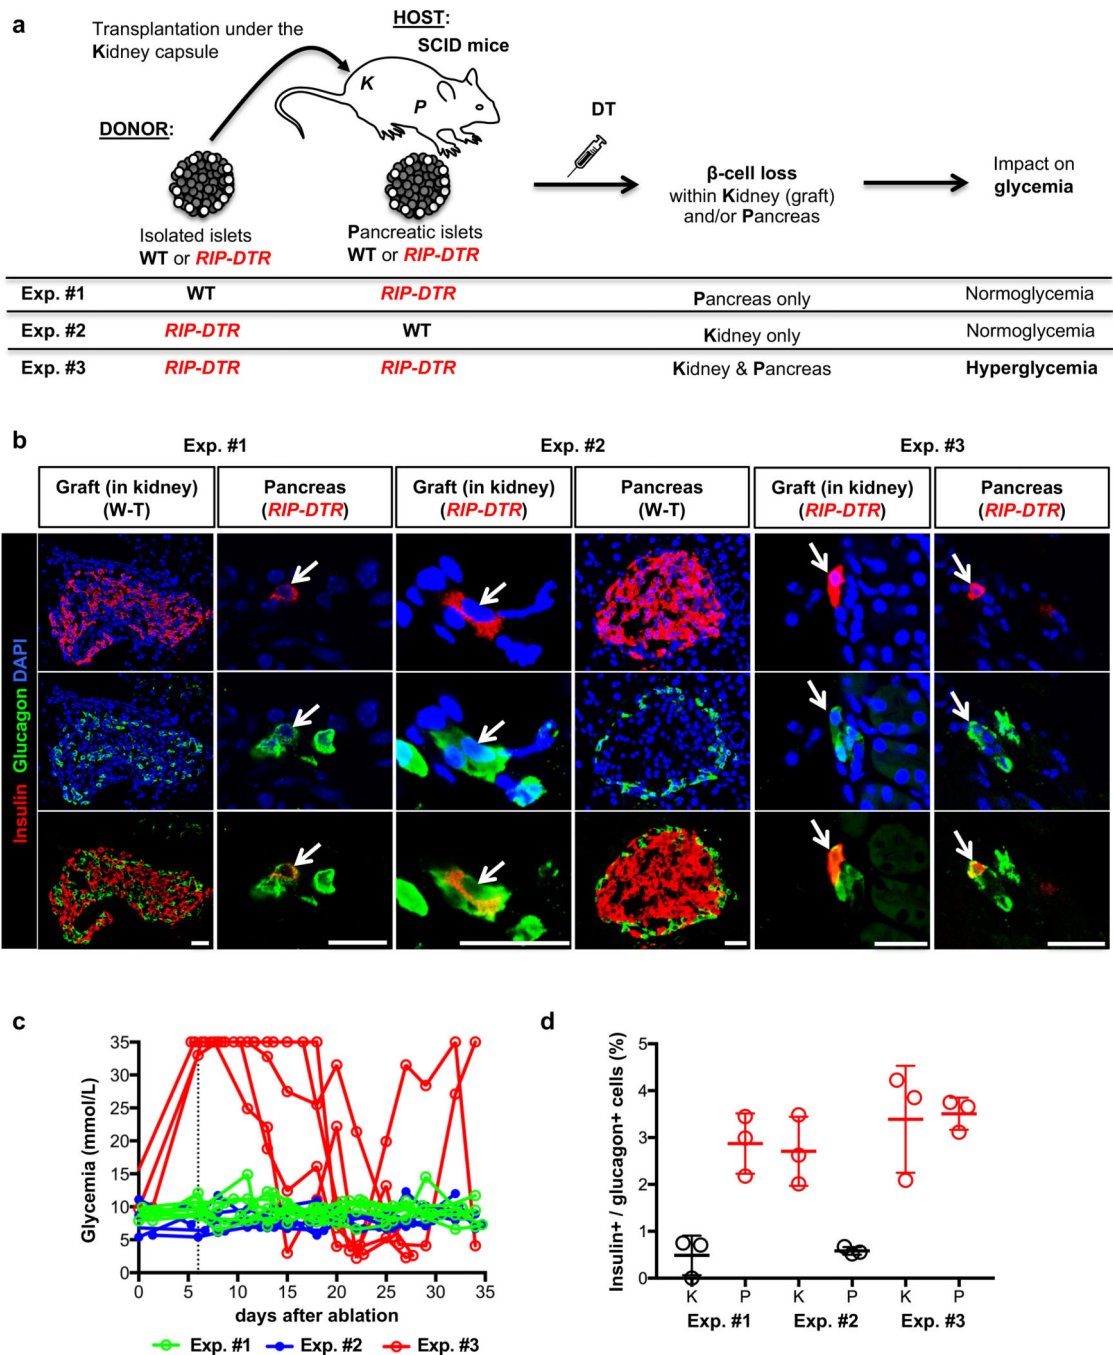 a
Transplantation under the
Kidney capsule
HOST:
SCID mice
K
P
DONOR:
DT
β-cell loss
within Kidney (graft)
and/or Pancreas
Impact on
glycemia
Isolated islets
WT or RIP-DTR
Pancreatic islets
WT or RIP-DTR
Exp. #1 WT RIP-DTR Pancreas only Normoglycemia
Exp. #2 RIP-DTR WT Kidney only Normoglycemia
Exp. #3 RIP-DTR RIP-DTR Kidney & Pancreas Hyperglycemia
b
Exp. #1 Exp. #2 Exp. #3
Graft (in kidney)
(W-T)
Pancreas
(RIP-DTR)
Graft (in kidney)
(RIP-DTR)
Pancreas
(W-T)
Graft (in kidney)
(RIP-DTR)
Pancreas
(RIP-DTR)
Insulin Glucagon DAPI
c
Glycemia (mmol/L)
35
30
25
20
15
10
5
0
0 5 10 15 20 25 30 35
days after ablation
Exp. #1 Exp. #2 Exp. #3
d
Insulin+ / glucagon+ cells (%)
5
4
3
2
1
0
K P K P K P
Exp. #1 Exp. #2 Exp. #3